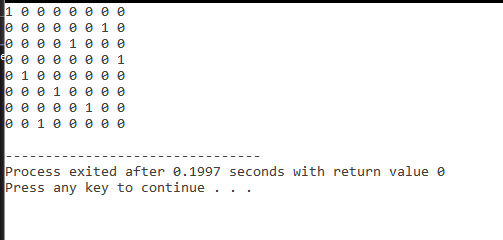 1 0 0 0 0 0 0 0
0 0 0 0 0 0 1 0
0 0 0 0 1 0 0 0
0 0 0 0 0 0 0 1
0 1 0 0 0 0 0 0
0 0 0 1 0 0 0 0
0 0 0 0 0 1 0 0
0 0 1 0 0 0 0 0
--------------------------------
Process exited after 0.1997 seconds with return value 0
Press any key to continue . . .